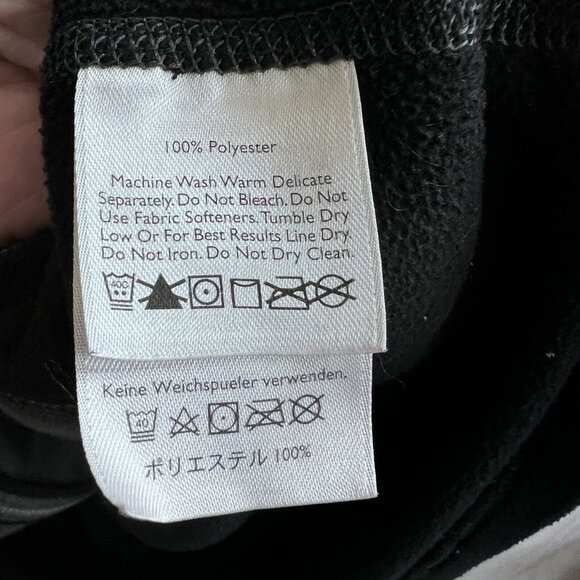 100% Polyester
Machine Wash Warm Delicate
Separately. Do Not Bleach. Do Not
Use Fabric Softeners. Tumble Dry
Low Or For Best Results Line Dry
Do Not Iron. Do Not Dry Clean.
40C
Keine Weichspueler verwenden.
40
ポリエステル 100%